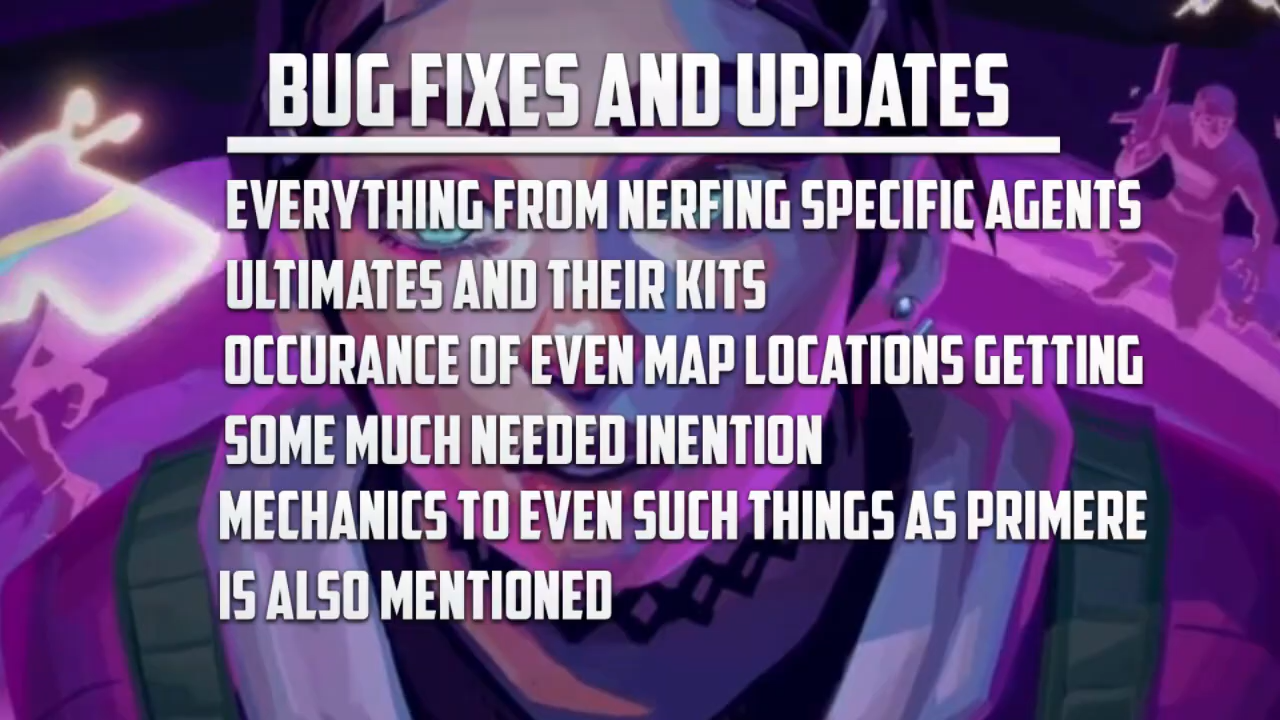 BUG FIXES AND UPDATES
EVERYTHING FROM NERFING SPECIFIC AGENTS
ULTIMATES AND THEIR KITS
OCCURANCE OF EVEN MAP LOCATIONS GETTING
SOME MUCH NEEDED INENTION
MECHANICS TO EVEN SUCH THINGS AS PRIMERE
IS ALSO MENTIONED